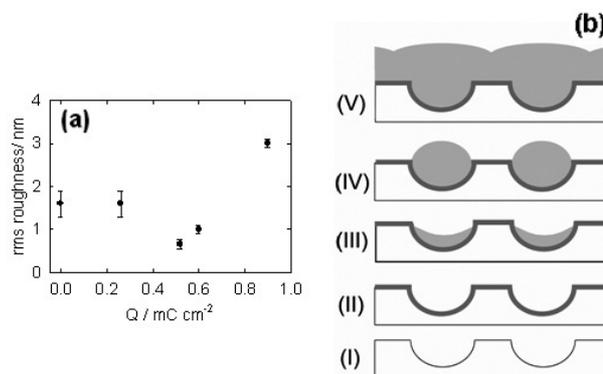 (a)
rms roughness/ nm
4
3
2
1
0
0.0 0.2 0.4 0.6 0.8 1.0
Q / mC cm-2
(b)
(V)
(IV)
(III)
(II)
(I)